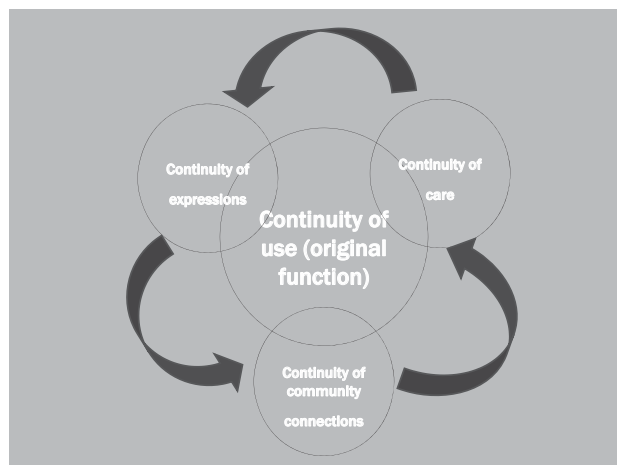 Continuity of
expressions
Continuity of
care
Continuity of
use (original
function)
Continuity of
community
connections